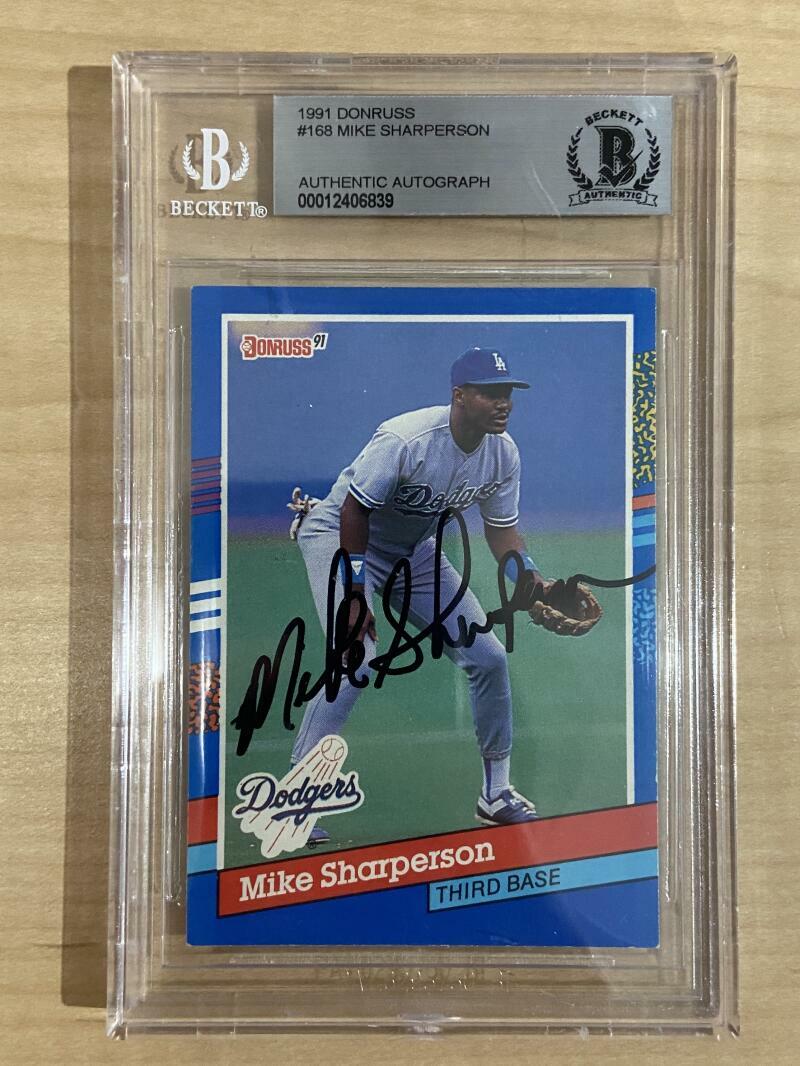 1991 DONRUSS
#168 MIKE SHARPERSON
AUTHENTIC AUTOGRAPH
00012406839
B
BECKETT®
BECKETT
B
AUTHENTIC
DONRUSS 91
LA
Dodgers
Mike Sharperson
Dodgers
®
Mike Sharperson
THIRD BASE